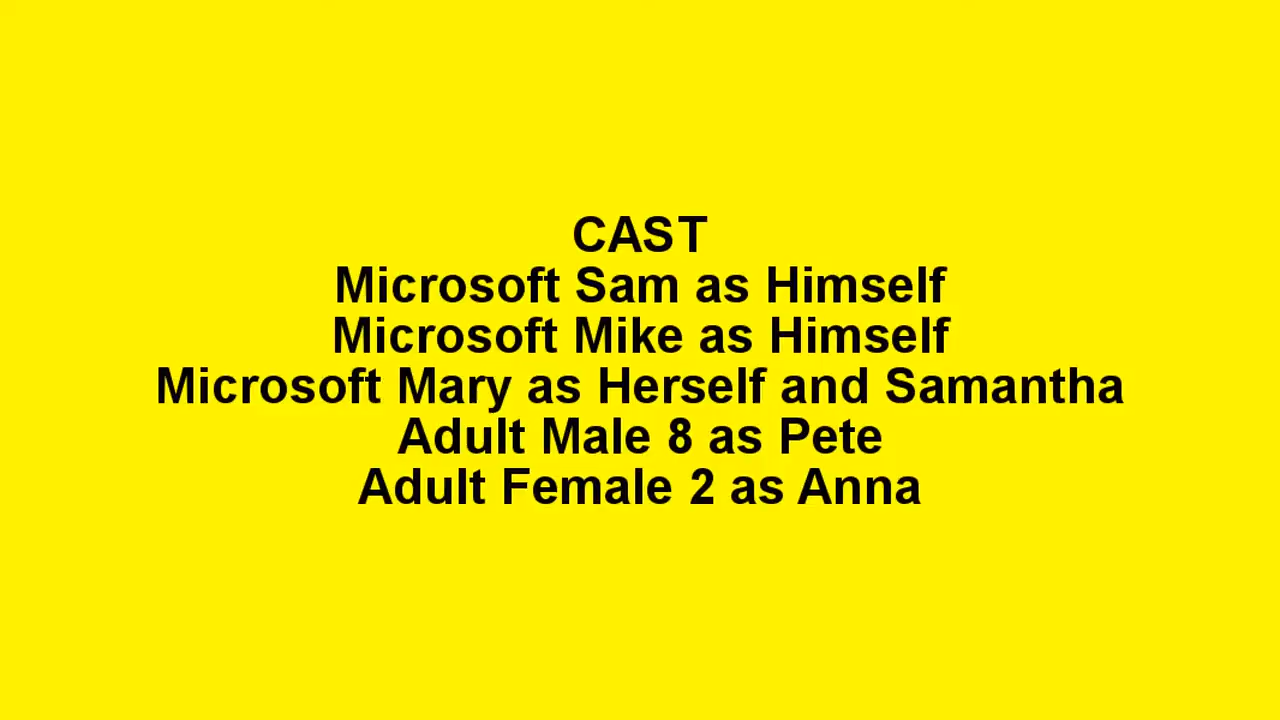 CAST
Microsoft Sam as Himself
Microsoft Mike as Himself
Microsoft Mary as Herself and Samantha
Adult Male 8 as Pete
Adult Female 2 as Anna